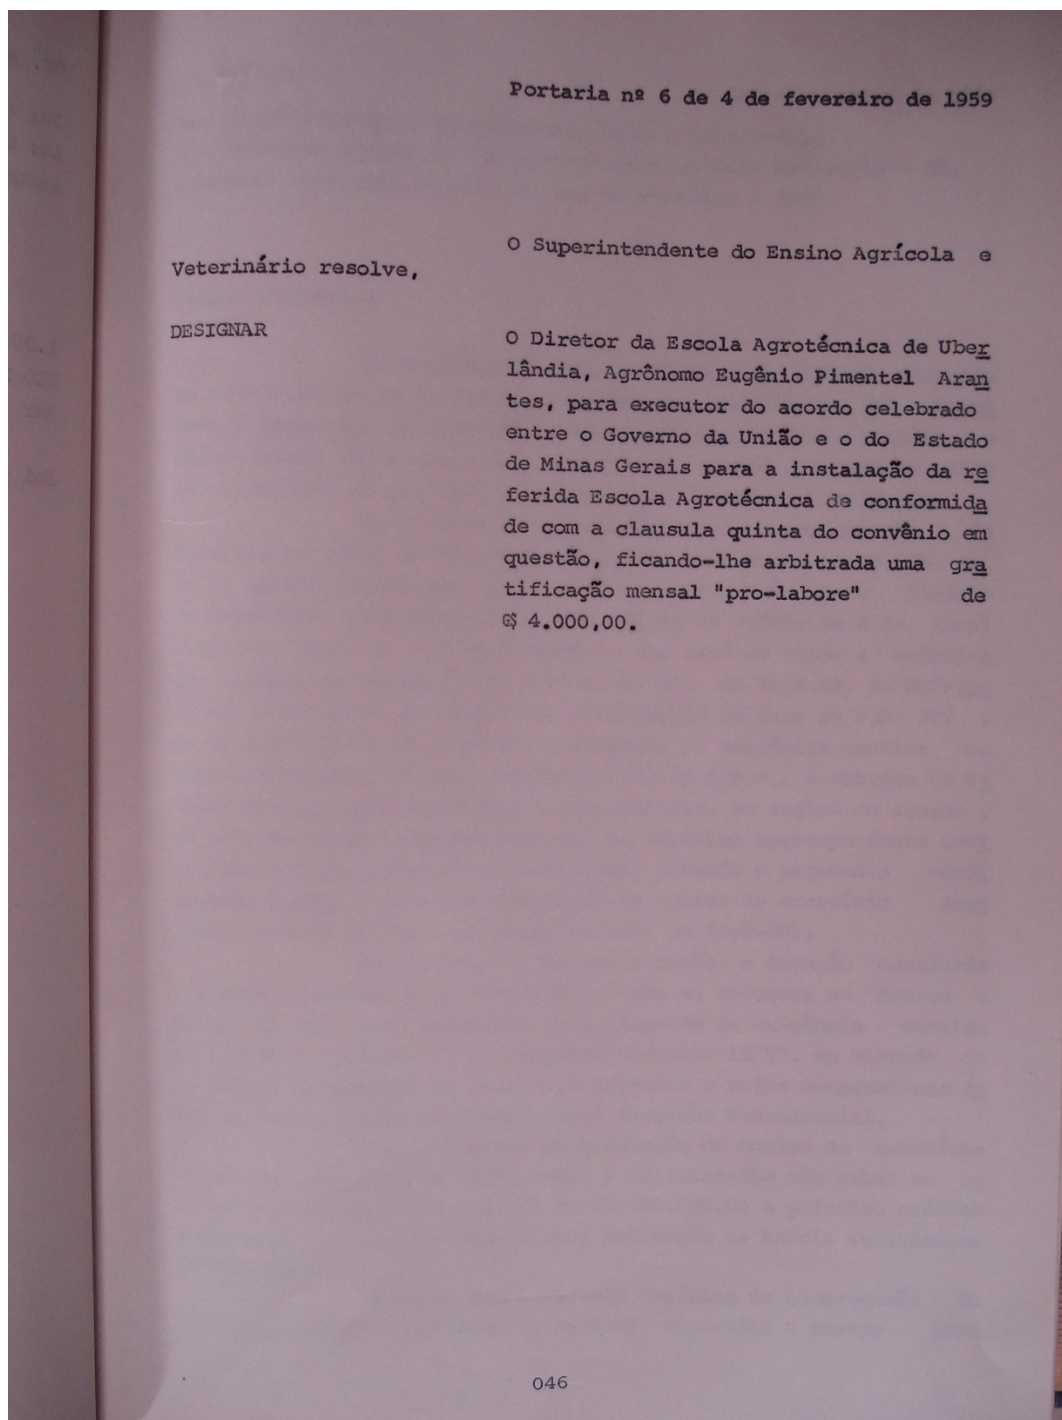 Portaria nº 6 de 4 de fevereiro de 1959
O Superintendente do Ensino Agrícola e
Veterinário resolve,
DESIGNAR
O Diretor da Escola Agrotécnica de Uber
lândia, Agrônomo Eugênio Pimentel Aran
tes, para executor do acordo celebrado
entre o Governo da União e o do Estado
de Minas Gerais para a instalação da re
ferida Escola Agrotécnica de conformida
de com a clausula quinta do convênio em
questão, ficando-lhe arbitrada uma gra
tificação mensal "pro-labore" de
G$ 4.000,00.
046